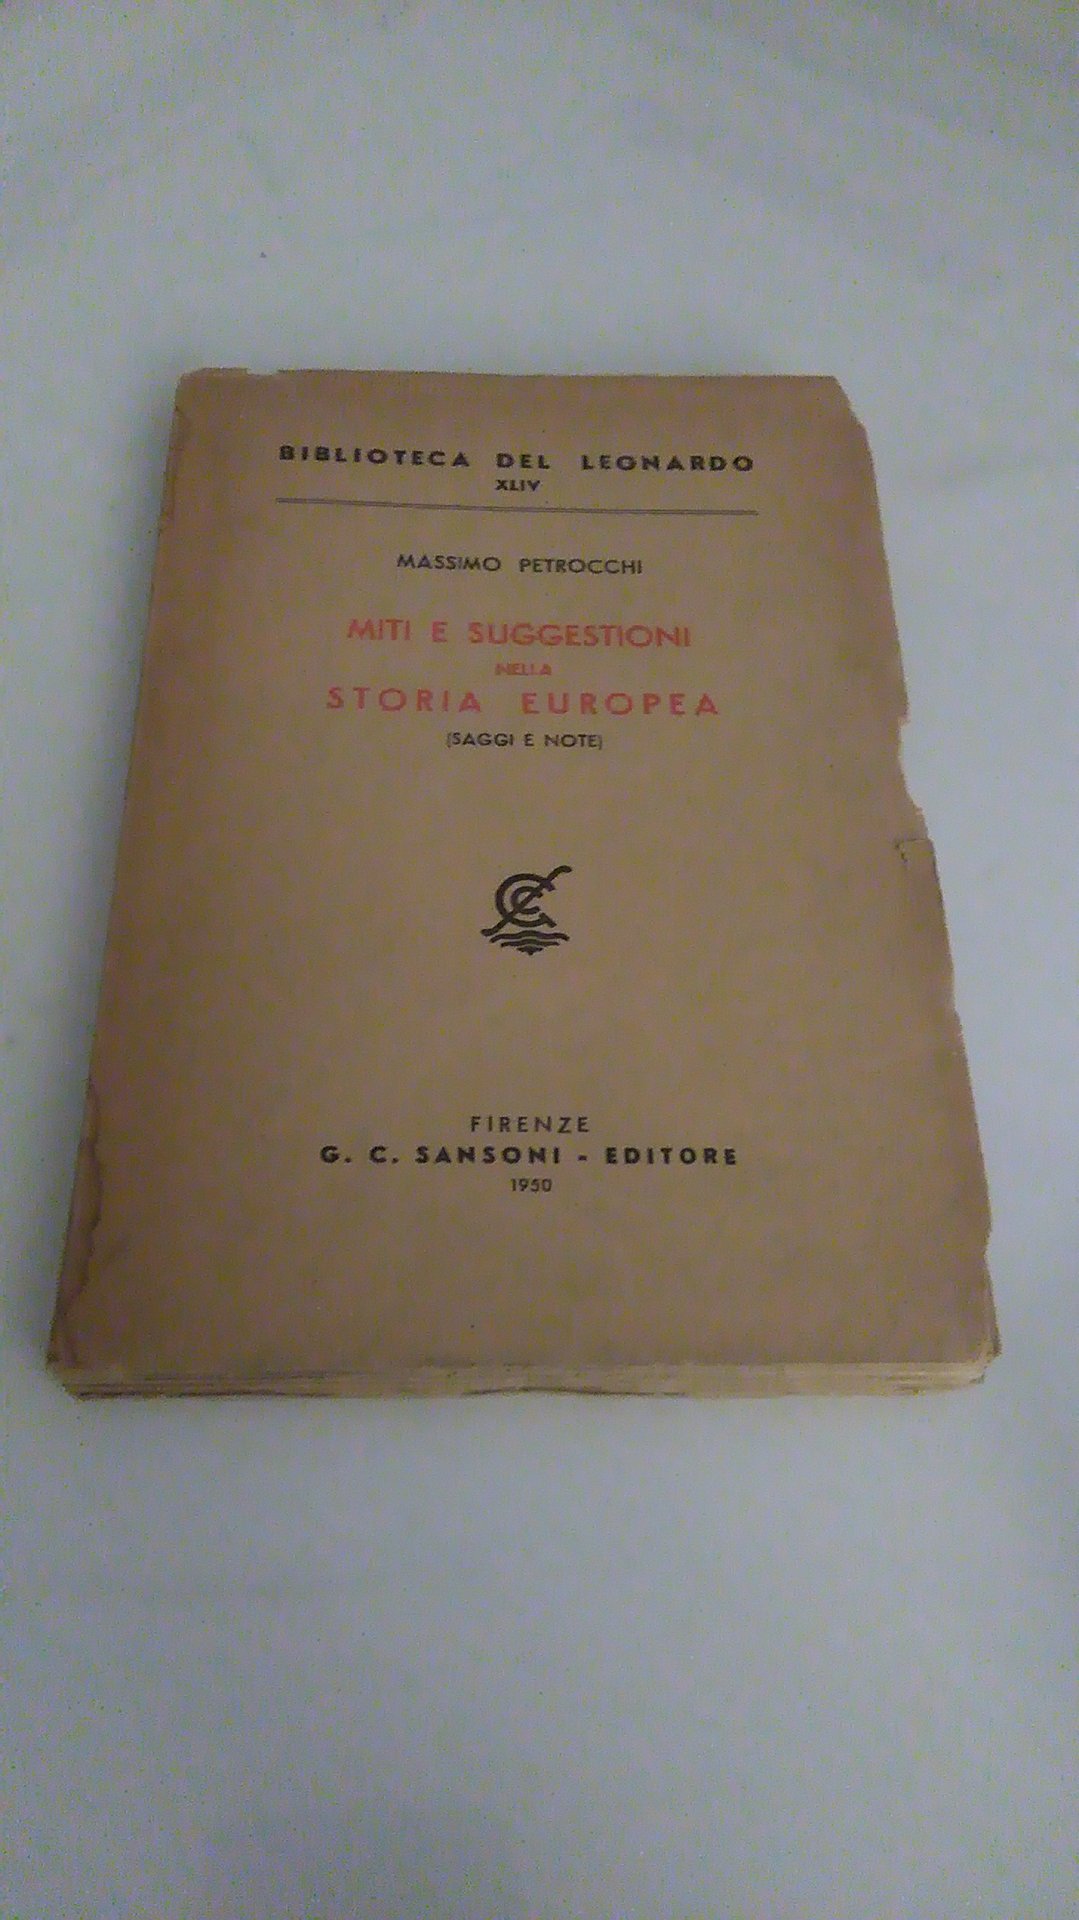 BIBLIOTECA DEL LEONARDO
XLIV
MASSIMO PETROCCHI
MITI E SUGGESTIONI
NELLA
STORIA EUROPEA
(SAGGI E NOTE)
FIRENZE
G. C. SANSONI - EDITORE
1950